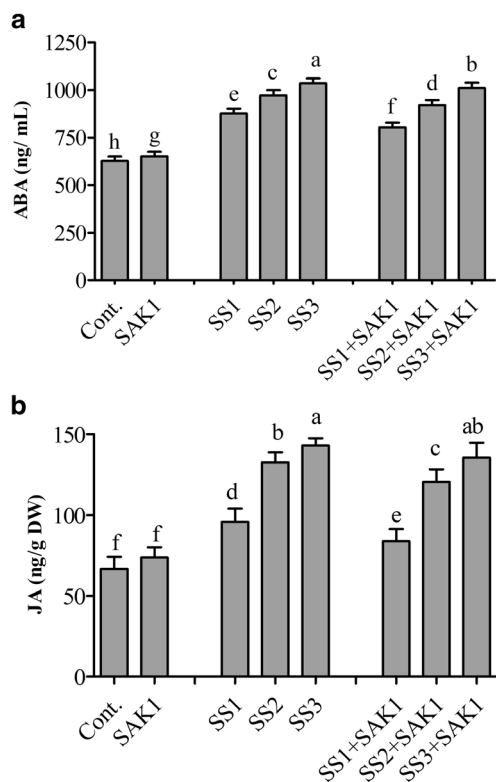 a
1250
1000
750
500
250
0
ABA (ng/ mL)
h
g
e
c
a
f
d
b
Cont.
SAK1
SS1
SS2
SS3
SS1+SAK1
SS2+SAK1
SS3+SAK1
b
150
100
50
0
JA (ng/g DW)
f
f
d
b
a
e
c
ab
Cont.
SAK1
SS1
SS2
SS3
SS1+SAK1
SS2+SAK1
SS3+SAK1